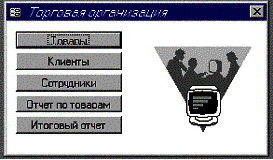 Торговая организация
Товары
Клиенты
Сотрудники
Отчет по товарам
Итоговый отчет